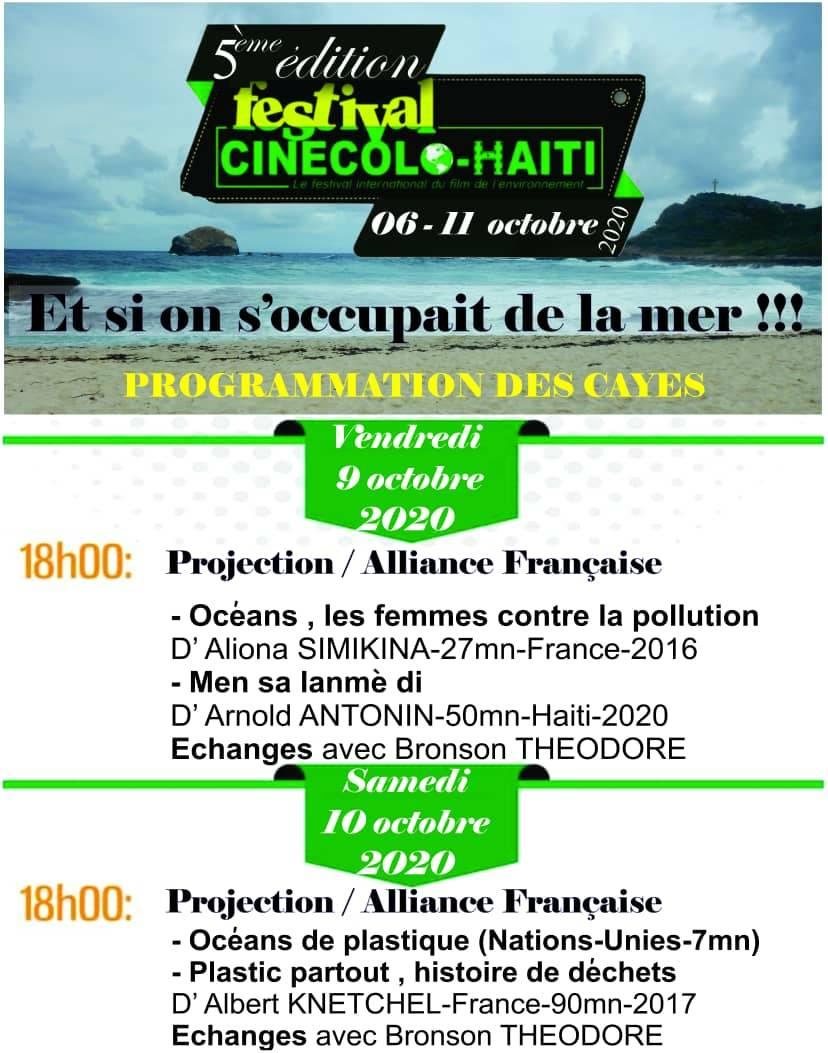 5ème édition
festival
CINECOLO-HAITI
Le festival international du film de l'environnement
06 - 11 octobre 2020
Et si on s'occupait de la mer !!!
PROGRAMMATION DES CAYES
Vendredi
9 octobre
2020
18h00: Projection / Alliance Française
- Océans , les femmes contre la pollution
D' Aliona SIMIKINA-27mn-France-2016
- Men sa lanmè di
D' Arnold ANTONIN-50mn-Haiti-2020
Echanges avec Bronson THEODORE
Samedi
10 octobre
2020
18h00: Projection / Alliance Française
- Océans de plastique (Nations-Unies-7mn)
- Plastic partout , histoire de déchets
D' Albert KNETCHEL-France-90mn-2017
Echanges avec Bronson THEODORE